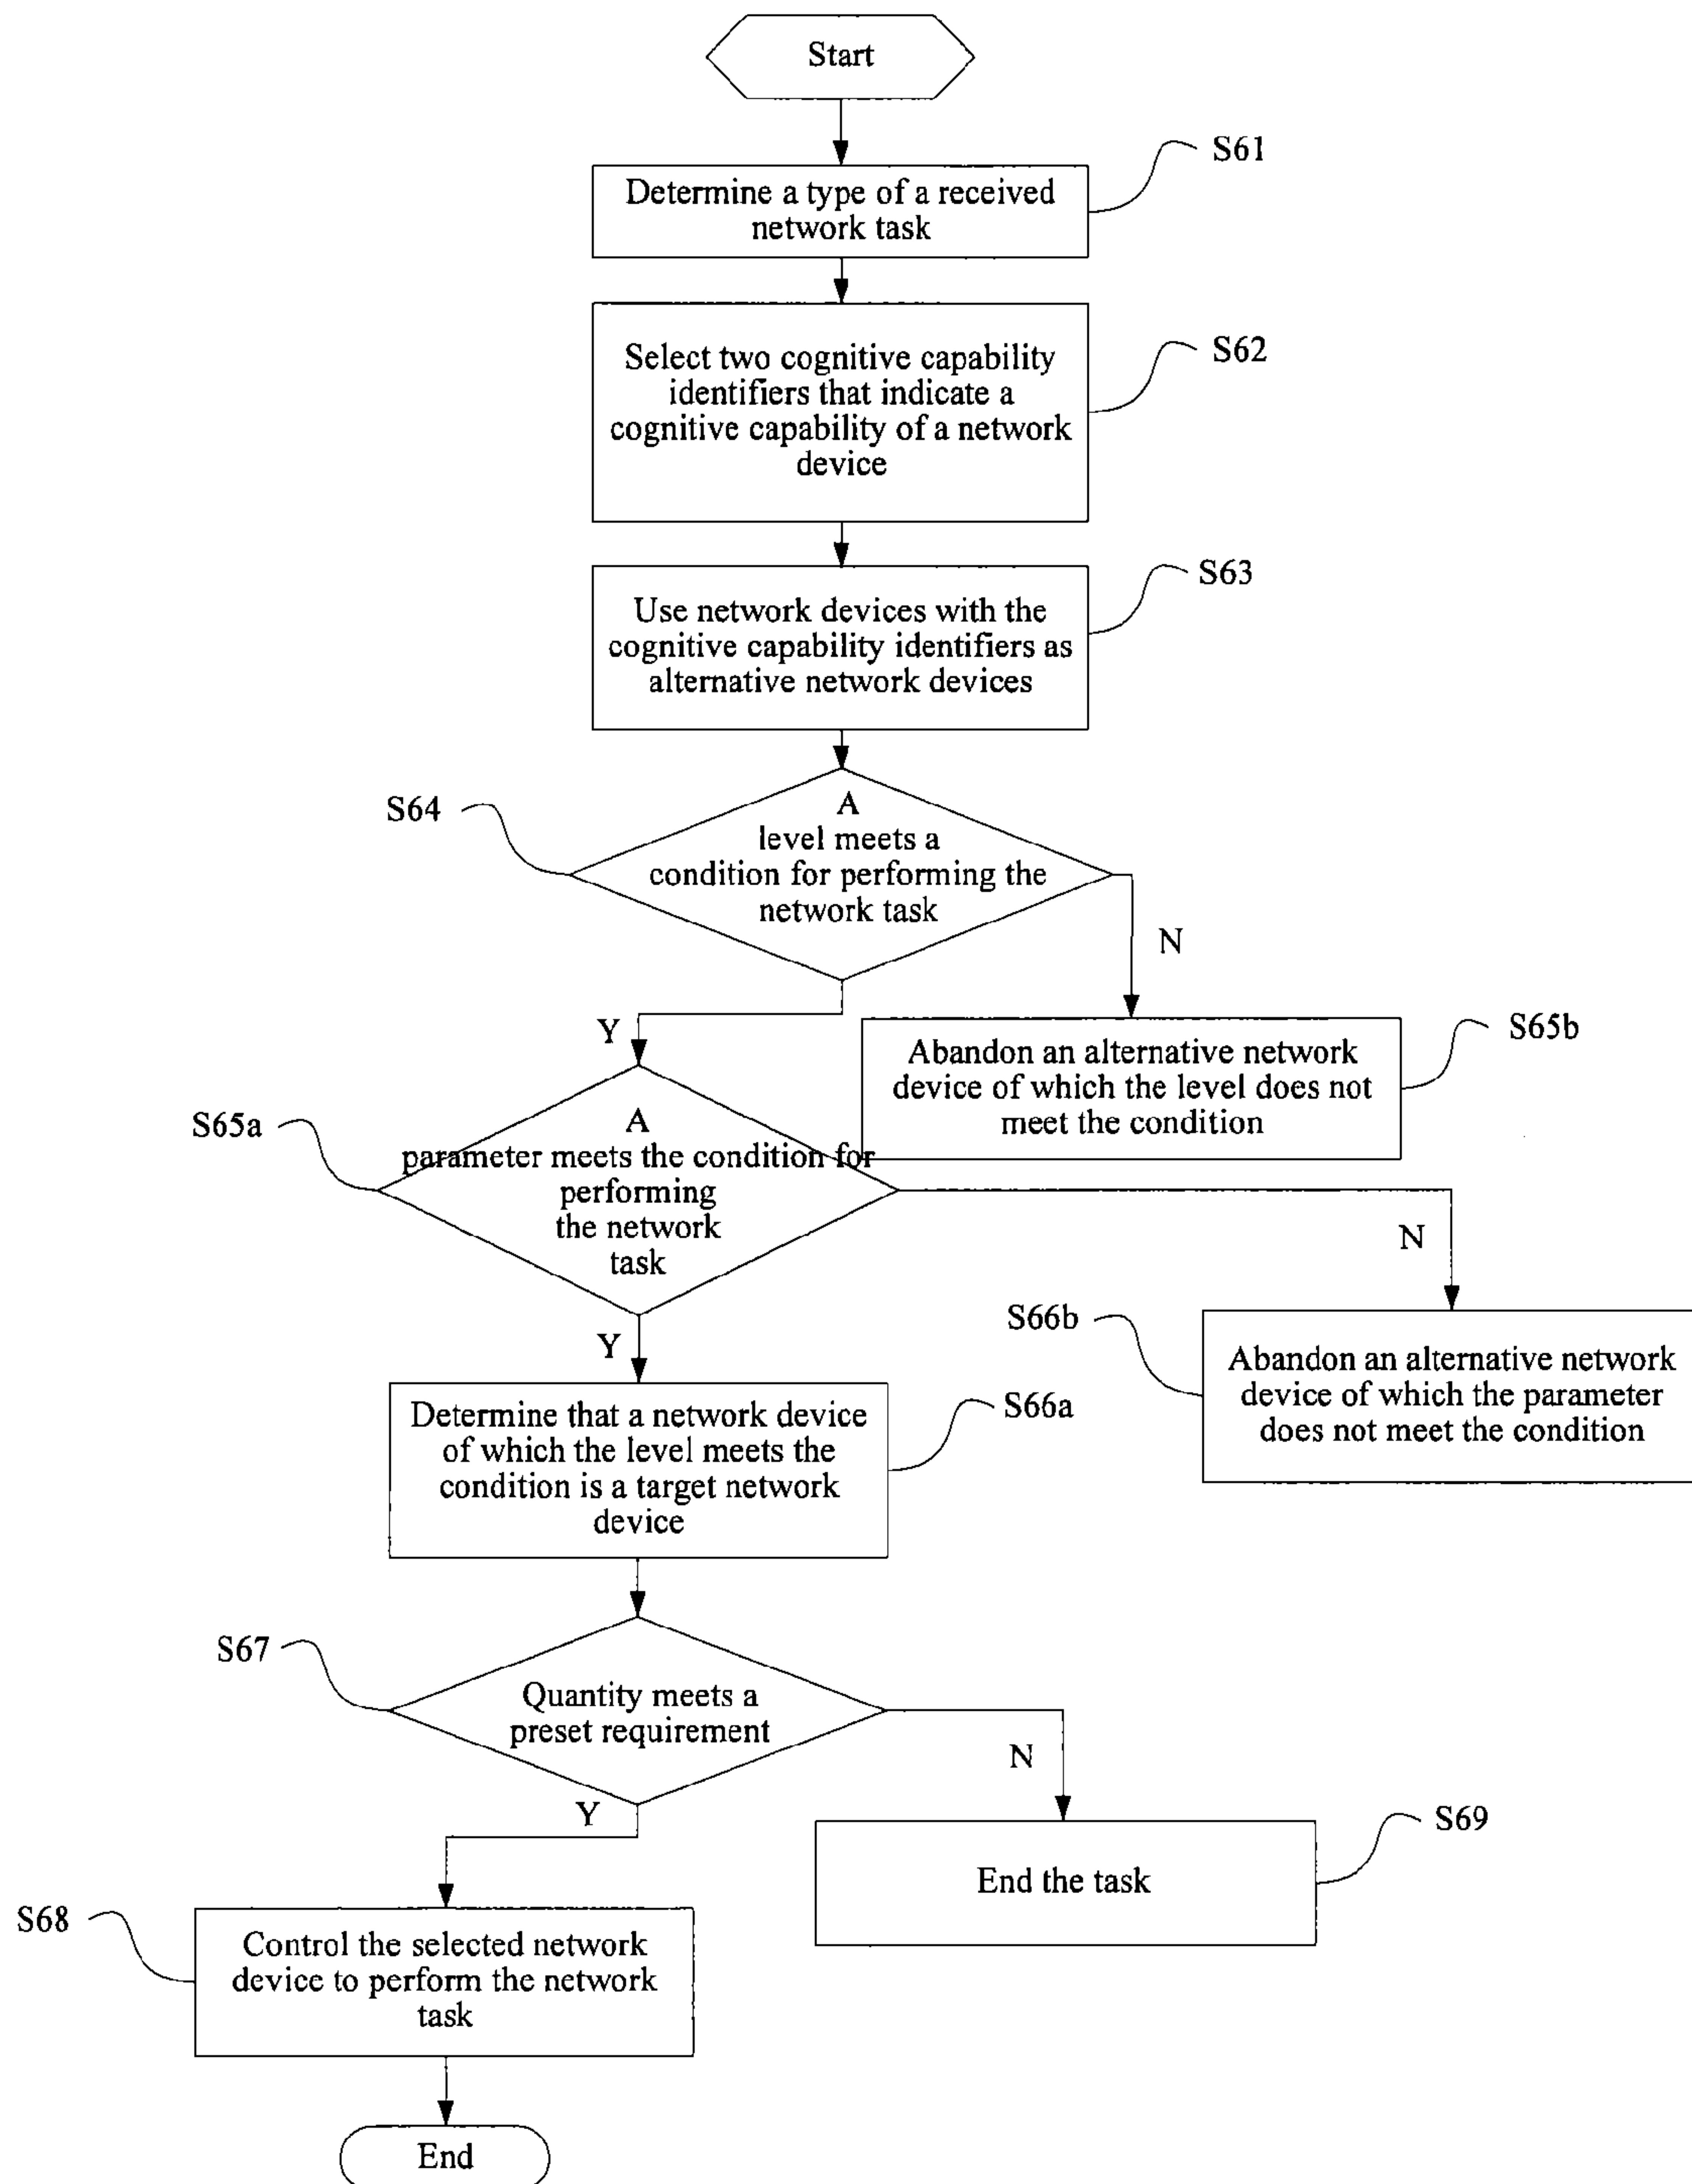 Start
S61
Determine a type of a received
network task
S62
Select two cognitive capability
identifiers that indicate a
cognitive capability of a network
device
S63
Use network devices with the
cognitive capability identifiers as
alternative network devices
S64
A
level meets a
condition for performing the
network task
N
Y
S65b
Abandon an alternative network
device of which the level does not
meet the condition
S65a
A
parameter meets the condition for
performing
the network
task
N
Y
S66b
Abandon an alternative network
device of which the parameter
does not meet the condition
S66a
Determine that a network device
of which the level meets the
condition is a target network
device
S67
Quantity meets a
preset requirement
N
Y
S69
End the task
S68
Control the selected network
device to perform the network
task
End